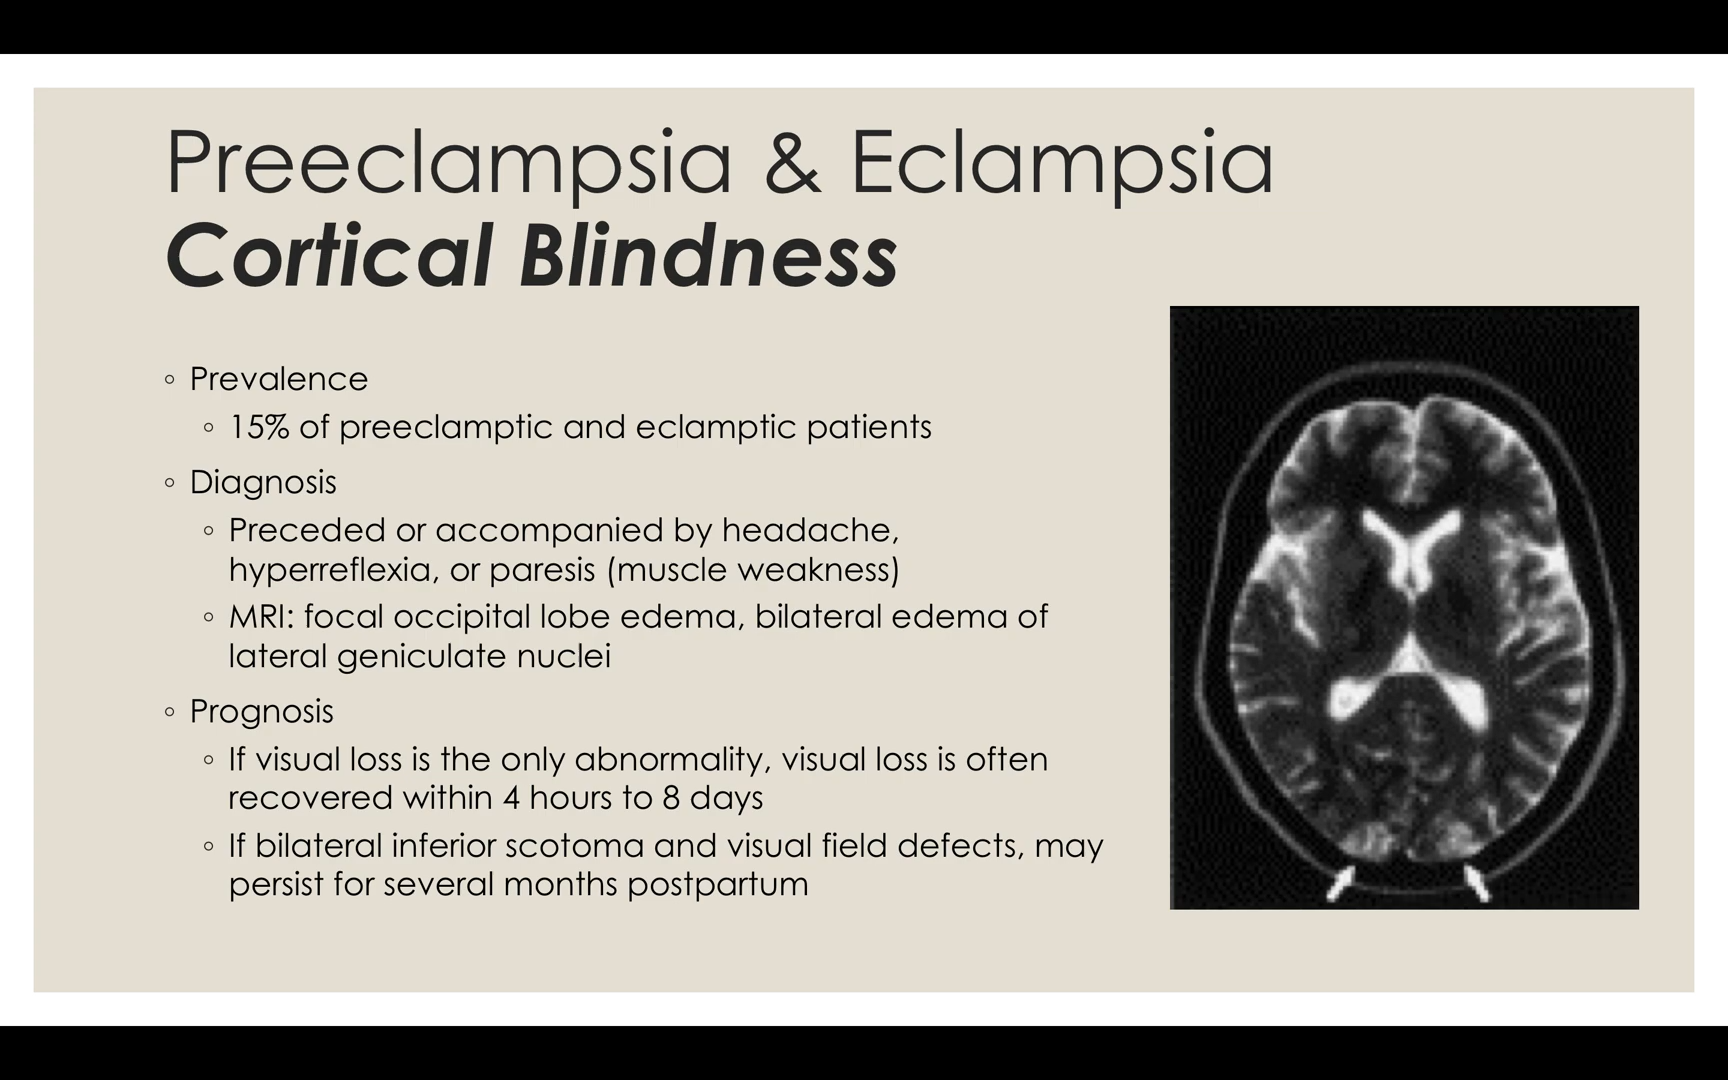 Preeclampsia & Eclampsia
Cortical Blindness
◦ Prevalence
◦ 15% of preeclamptic and eclamptic patients
◦ Diagnosis
◦ Preceded or accompanied by headache,
hyperreflexia, or paresis (muscle weakness)
◦ MRI: focal occipital lobe edema, bilateral edema of
lateral geniculate nuclei
◦ Prognosis
◦ If visual loss is the only abnormality, visual loss is often
recovered within 4 hours to 8 days
◦ If bilateral inferior scotoma and visual field defects, may
persist for several months postpartum